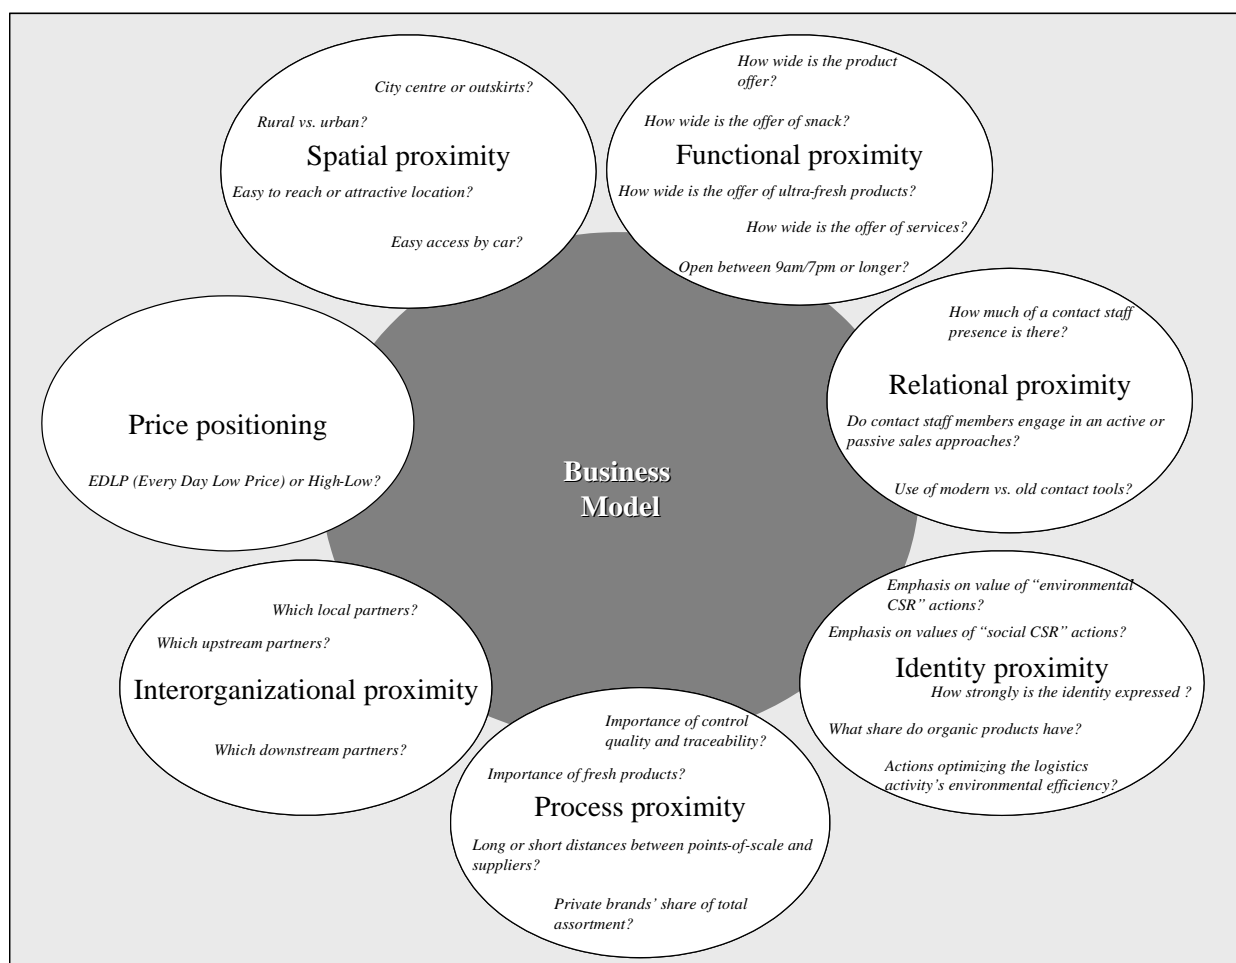 City centre or outskirts?
Rural vs. urban?
Spatial proximity
Easy to reach or attractive location?
Easy access by car?
How wide is the product
offer?
How wide is the offer of snack?
Functional proximity
How wide is the offer of ultra-fresh products?
How wide is the offer of services?
Open between 9am/7pm or longer?
How much of a contact staff
presence is there?
Relational proximity
Do contact staff members engage in an active or
passive sales approaches?
Use of modern vs. old contact tools?
Price positioning
EDLP (Every Day Low Price) or High-Low?
Business
Model
Emphasis on value of “environmental
CSR” actions?
Emphasis on values of “social CSR” actions?
Identity proximity
How strongly is the identity expressed ?
What share do organic products have?
Actions optimizing the logistics
activity’s environmental efficiency?
Which local partners?
Which upstream partners?
Interorganizational proximity
Which downstream partners?
Importance of control
quality and traceability?
Importance of fresh products?
Process proximity
Long or short distances between points-of-scale and
suppliers?
Private brands’ share of total
assortment?